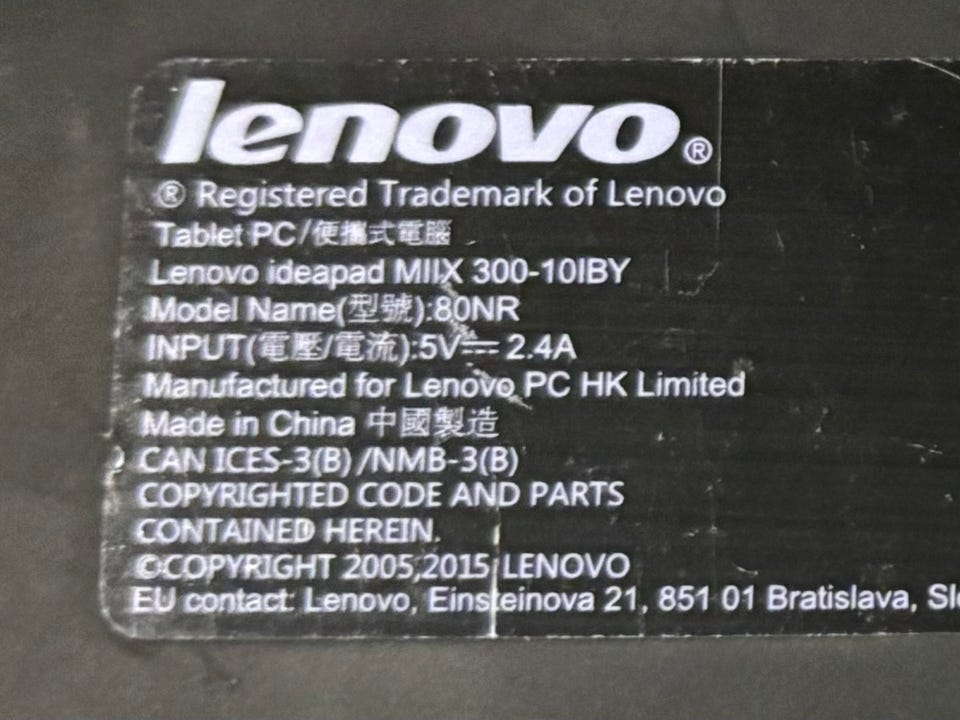 lenovo®
® Registered Trademark of Lenovo
Tablet PC/便攜式電腦
Lenovo ideapad MIIX 300-10IBY
Model Name(型號):80NR
INPUT(電壓/電流):5V⎓ 2.4A
Manufactured for Lenovo PC HK Limited
Made in China 中國製造
CAN ICES-3(B)/NMB-3(B)
COPYRIGHTED CODE AND PARTS
CONTAINED HEREIN.
©COPYRIGHT 2005,2015 LENOVO
EU contact: Lenovo, Einsteinova 21, 851 01 Bratislava,